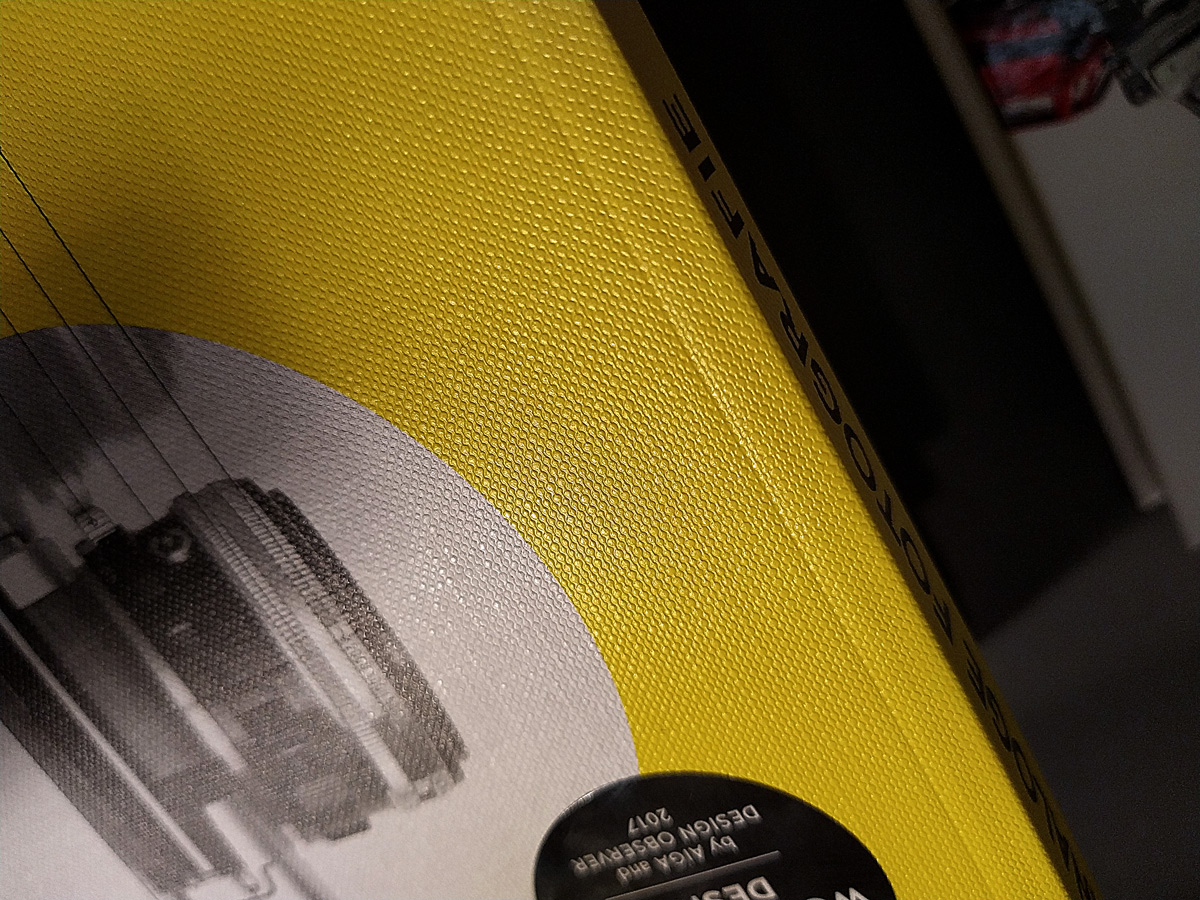 FOTOGRAFIE
by AIGA and
DESIGN OBSERVER
2017